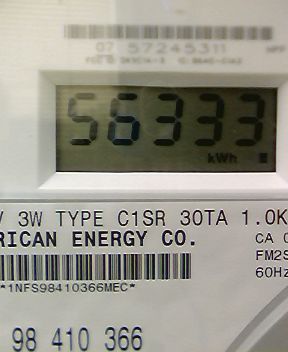 07 57245311
56333
kWh
V 3W TYPE C1SR 30TA 1.0K
RICAN ENERGY CO.
CA 0
FM2S
60Hz
*1NFS98410366MEC*
98 410 366